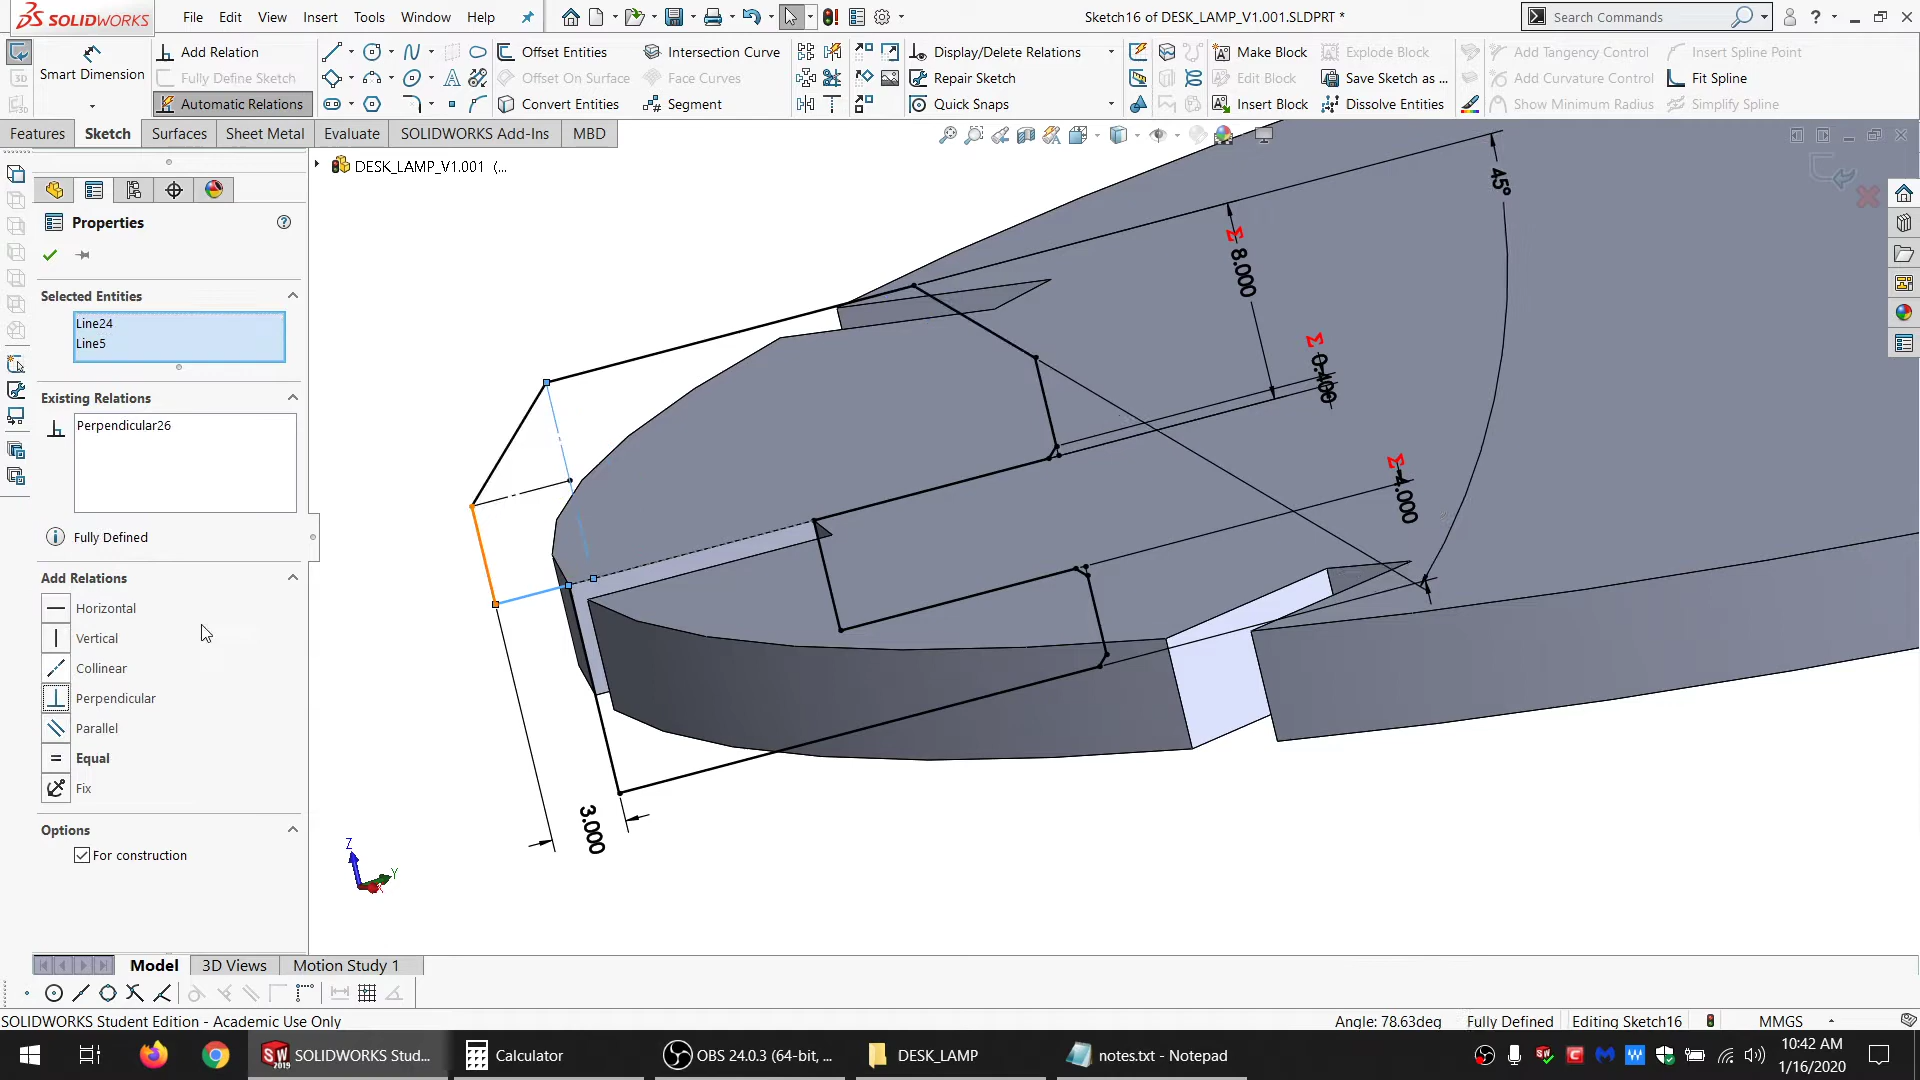 SOLIDWORKS
File Edit View Insert Tools Window Help
Sketch16 of DESK_LAMP_V1.001.SLDPRT *
Search Commands
Smart Dimension
Add Relation
Fully Define Sketch
Automatic Relations
Offset Entities
Offset On Surface
Convert Entities
Intersection Curve
Face Curves
Segment
Display/Delete Relations
Repair Sketch
Quick Snaps
Make Block
Edit Block
Insert Block
Explode Block
Save Sketch as ...
Dissolve Entities
Add Tangency Control
Add Curvature Control
Show Minimum Radius
Insert Spline Point
Fit Spline
Simplify Spline
Features Sketch Surfaces Sheet Metal Evaluate SOLIDWORKS Add-Ins MBD
DESK_LAMP_V1.001 (...
Properties
Selected Entities
Line24
Line5
Existing Relations
Perpendicular26
Fully Defined
Add Relations
Horizontal
Vertical
Collinear
Perpendicular
Parallel
Equal
Fix
Options
For construction
45°
Σ 8.000
Σ 0.400
Σ 4.000
3.000
Z
Y
X
Model 3D Views Motion Study 1
SOLIDWORKS Student Edition - Academic Use Only
Angle: 78.63deg Fully Defined Editing Sketch16 MMGS
SW 2019 SOLIDWORKS Stud...
Calculator
OBS 24.0.3 (64-bit, ...
DESK_LAMP
notes.txt - Notepad
10:42 AM
1/16/2020